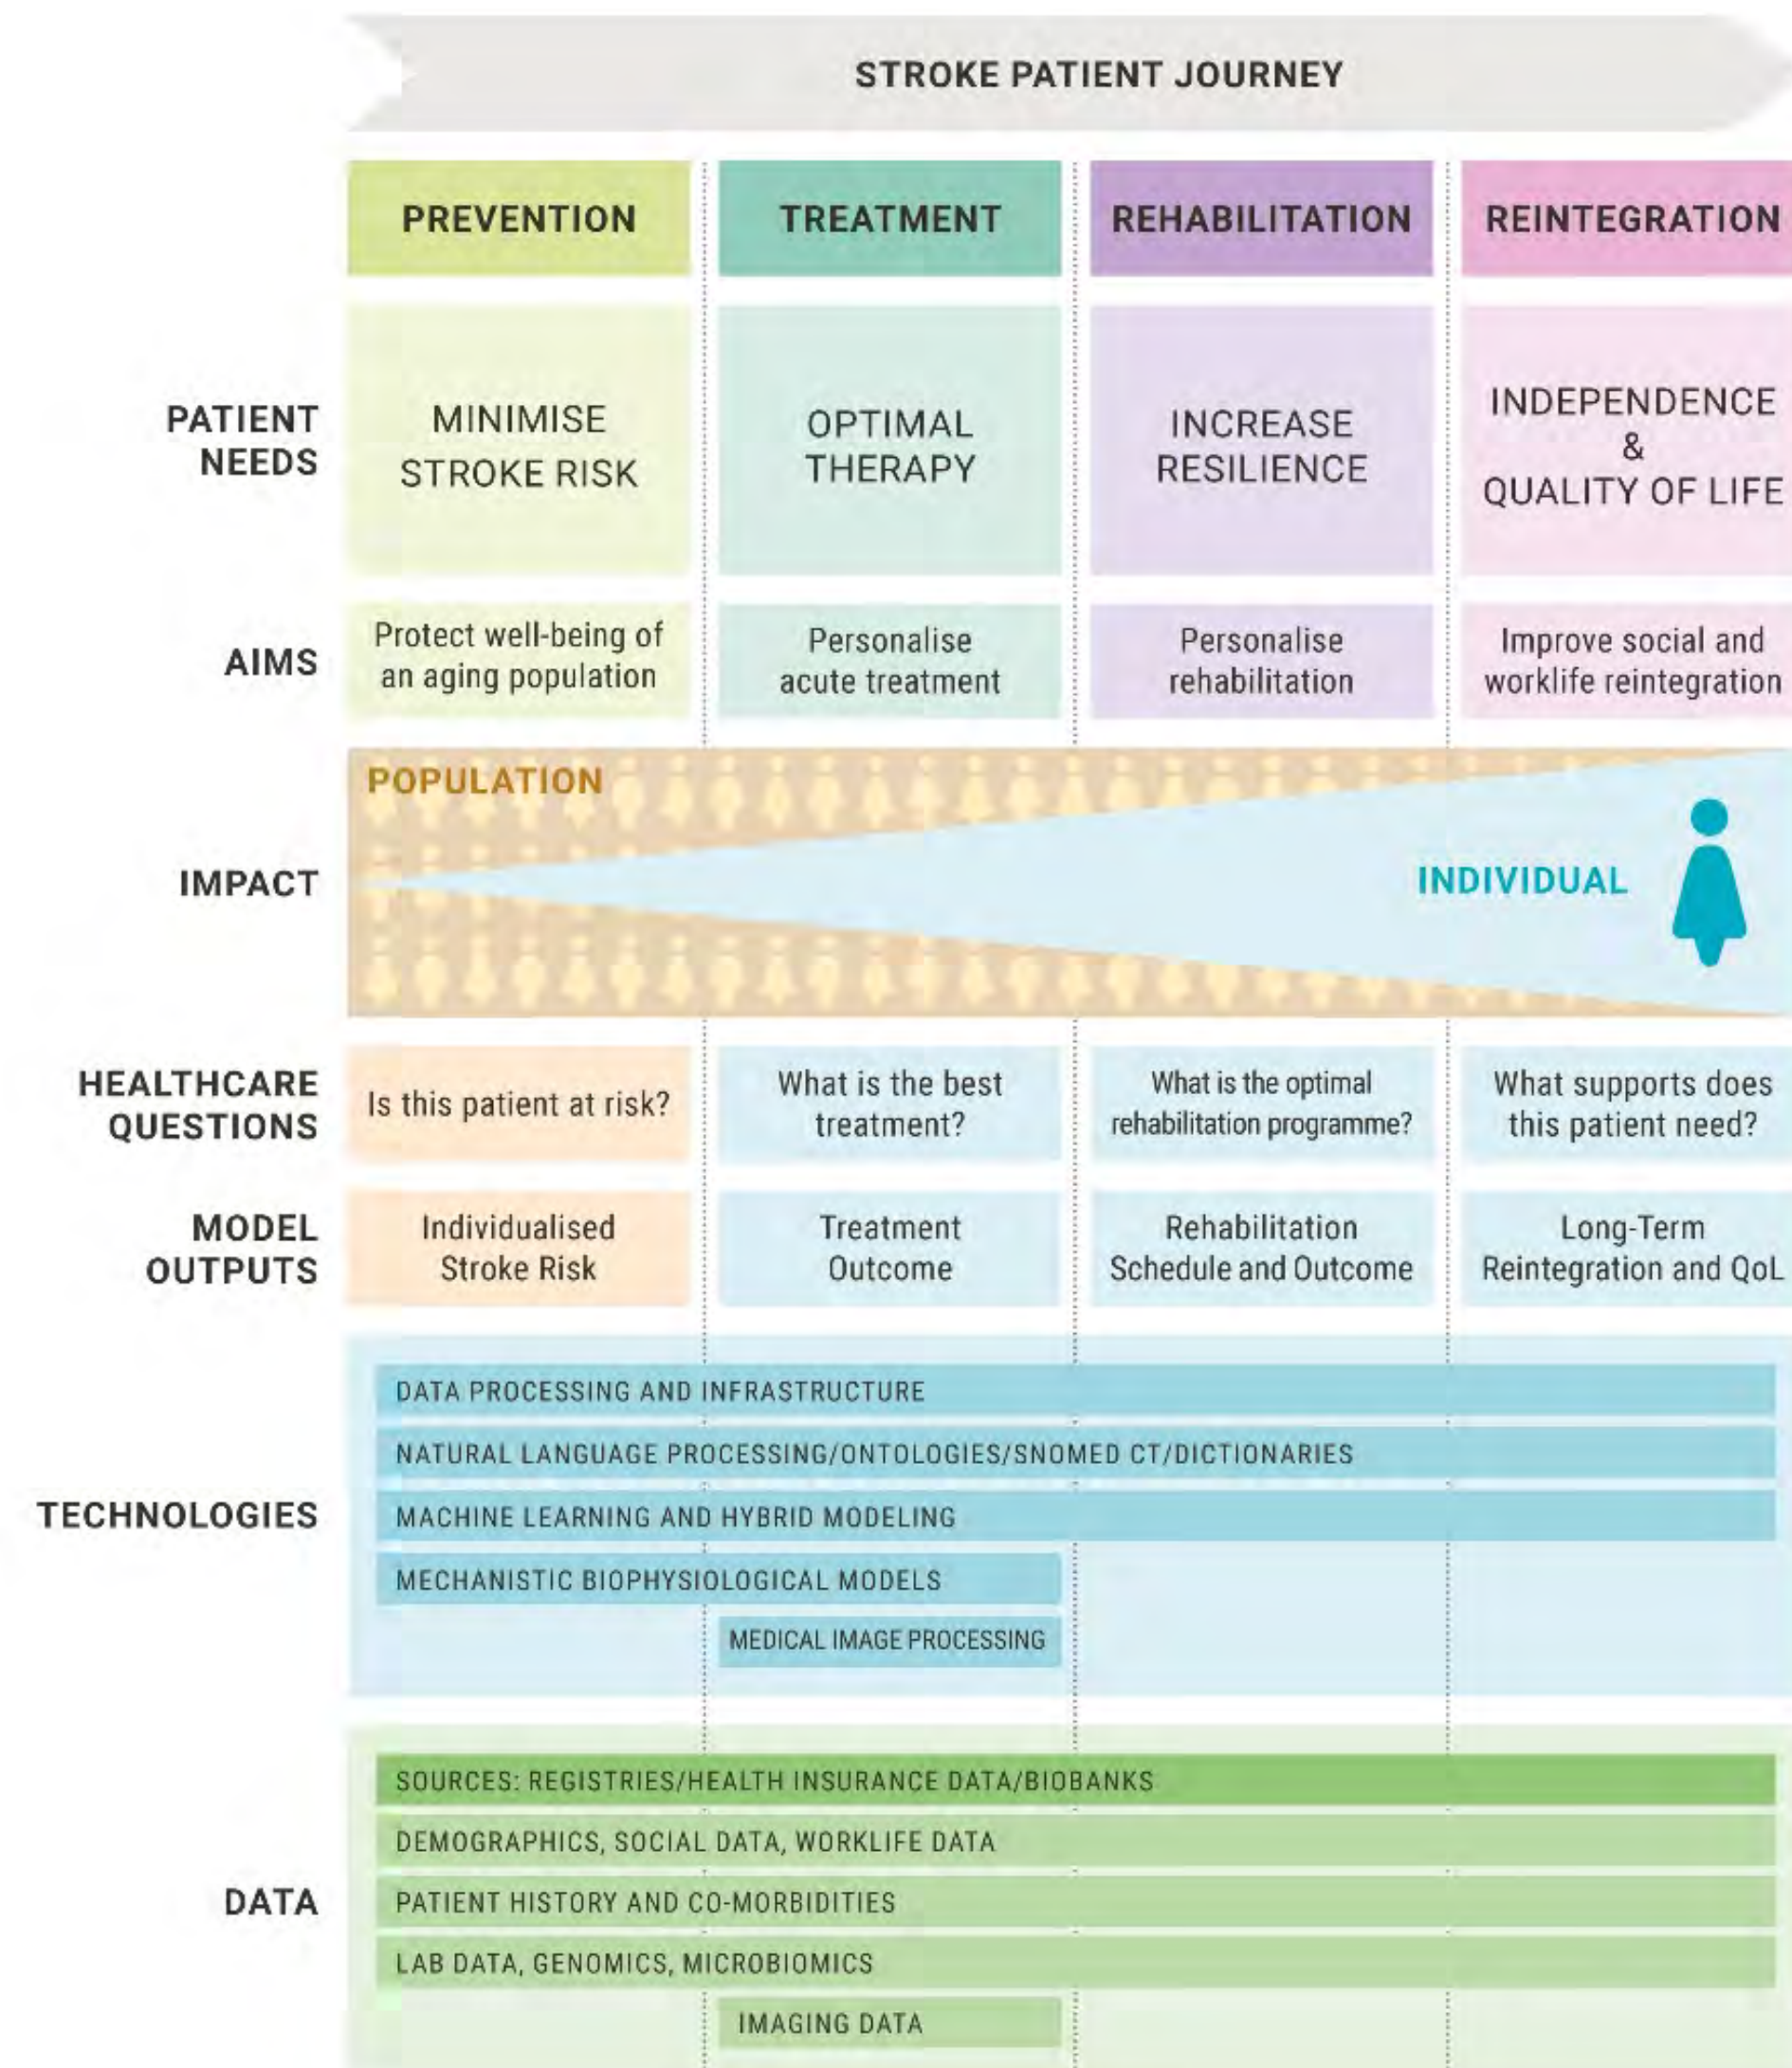 STROKE PATIENT JOURNEY
PREVENTION
TREATMENT
REHABILITATION
REINTEGRATION
PATIENT
NEEDS
MINIMISE
STROKE RISK
OPTIMAL
THERAPY
INCREASE
RESILIENCE
INDEPENDENCE
&
QUALITY OF LIFE
AIMS
Protect well-being of
an aging population
Personalise
acute treatment
Personalise
rehabilitation
Improve social and
worklife reintegration
IMPACT
POPULATION
INDIVIDUAL
HEALTHCARE
QUESTIONS
Is this patient at risk?
What is the best
treatment?
What is the optimal
rehabilitation programme?
What supports does
this patient need?
MODEL
OUTPUTS
Individualised
Stroke Risk
Treatment
Outcome
Rehabilitation
Schedule and Outcome
Long-Term
Reintegration and QoL
TECHNOLOGIES
DATA PROCESSING AND INFRASTRUCTURE
NATURAL LANGUAGE PROCESSING/ONTOLOGIES/SNOMED CT/DICTIONARIES
MACHINE LEARNING AND HYBRID MODELING
MECHANISTIC BIOPHYSIOLOGICAL MODELS
MEDICAL IMAGE PROCESSING
DATA
SOURCES: REGISTRIES/HEALTH INSURANCE DATA/BIOBANKS
DEMOGRAPHICS, SOCIAL DATA, WORKLIFE DATA
PATIENT HISTORY AND CO-MORBIDITIES
LAB DATA, GENOMICS, MICROBIOMICS
IMAGING DATA